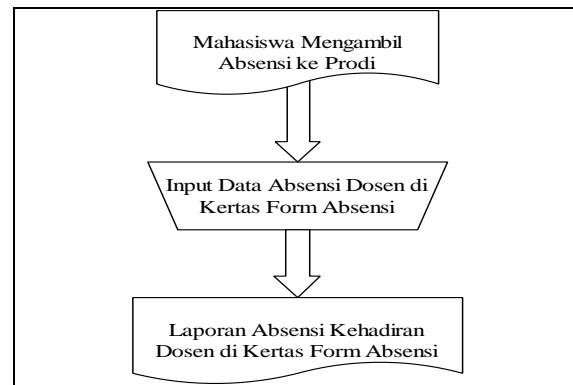 Mahasiswa Mengambil
Absensi ke Prodi
Input Data Absensi Dosen di
Kertas Form Absensi
Laporan Absensi Kehadiran
Dosen di Kertas Form Absensi